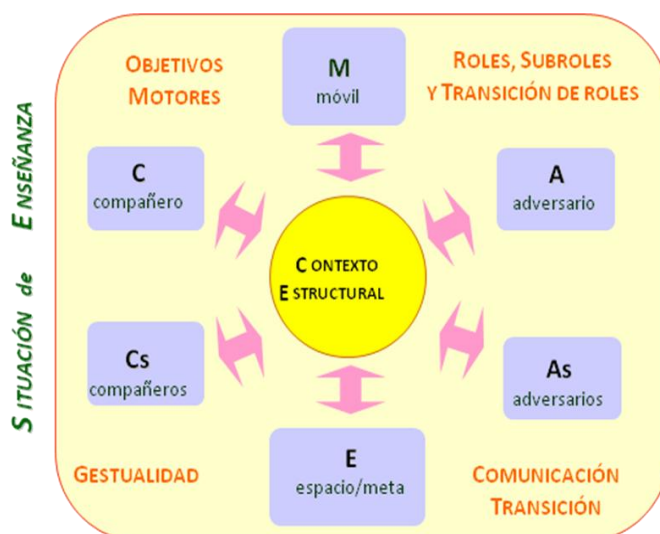 SITUACIÓN de ENSEÑANZA
OBJETIVOS
MOTORES
M
móvil
ROLES, SUBROLES
Y TRANSICIÓN DE ROLES
C
compañero
A
adversario
CONTEXTO
ESTRUCTURAL
Cs
compañeros
As
adversarios
E
espacio/meta
GESTUALIDAD
COMUNICACIÓN
TRANSICIÓN